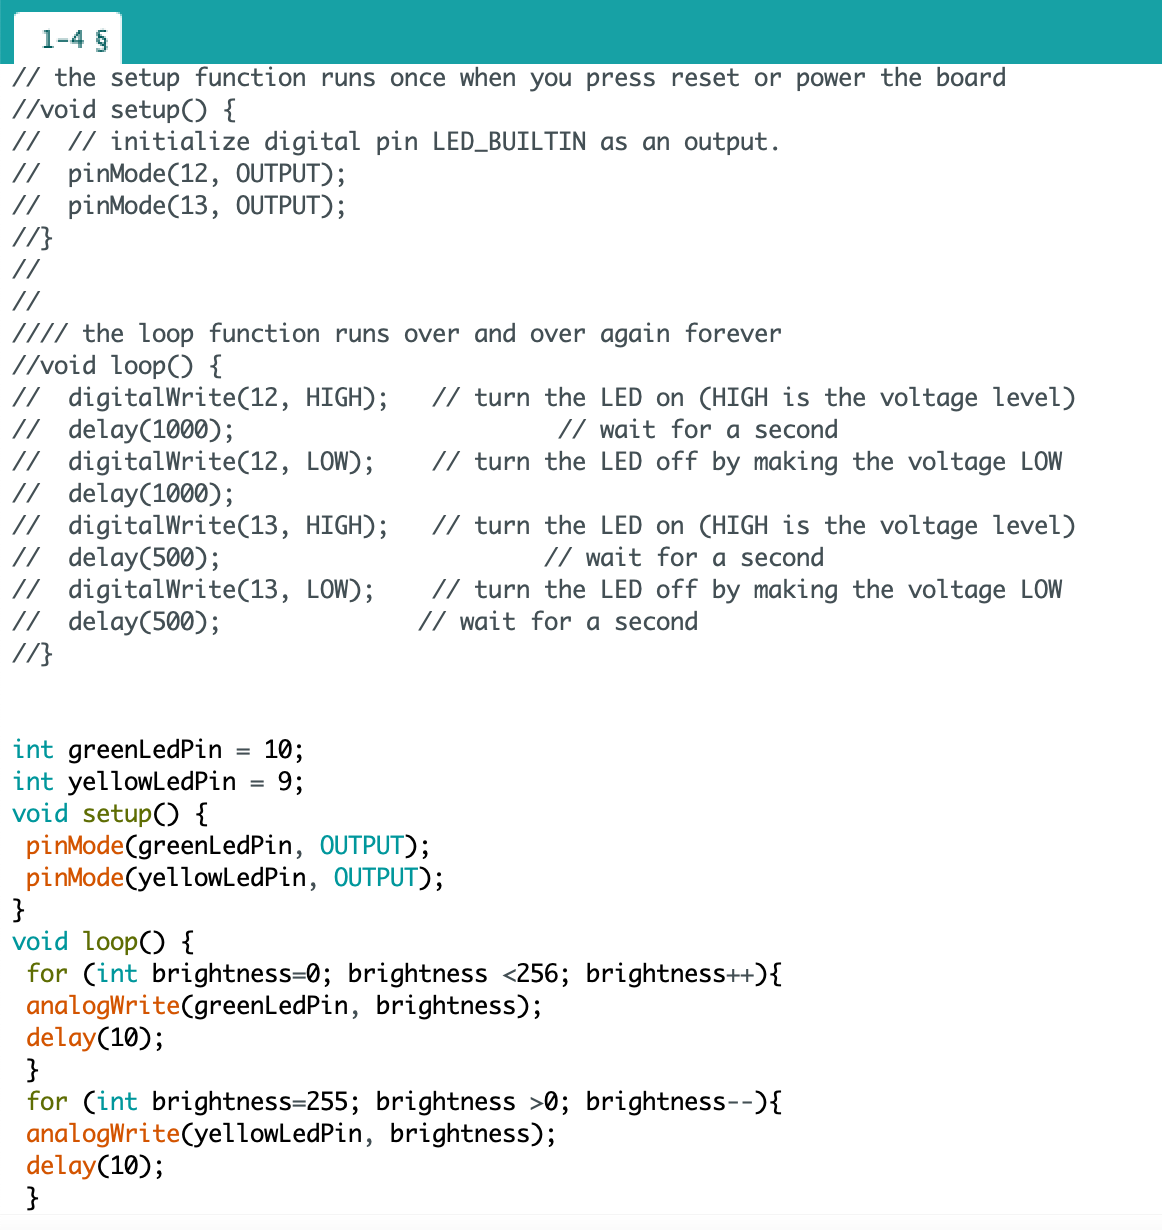 1-4 §
// the setup function runs once when you press reset or power the board
//void setup() {
//  // initialize digital pin LED_BUILTIN as an output.
//  pinMode(12, OUTPUT);
//  pinMode(13, OUTPUT);
//}
//
//
//// the loop function runs over and over again forever
//void loop() {
//  digitalWrite(12, HIGH);   // turn the LED on (HIGH is the voltage level)
//  delay(1000);                       // wait for a second
//  digitalWrite(12, LOW);    // turn the LED off by making the voltage LOW
//  delay(1000);
//  digitalWrite(13, HIGH);   // turn the LED on (HIGH is the voltage level)
//  delay(500);                       // wait for a second
//  digitalWrite(13, LOW);    // turn the LED off by making the voltage LOW
//  delay(500);              // wait for a second
//}
int greenLedPin = 10;
int yellowLedPin = 9;
void setup() {
 pinMode(greenLedPin, OUTPUT);
 pinMode(yellowLedPin, OUTPUT);
}
void loop() {
 for (int brightness=0; brightness <256; brightness++){
 analogWrite(greenLedPin, brightness);
 delay(10);
 }
 for (int brightness=255; brightness >0; brightness--){
 analogWrite(yellowLedPin, brightness);
 delay(10);
 }